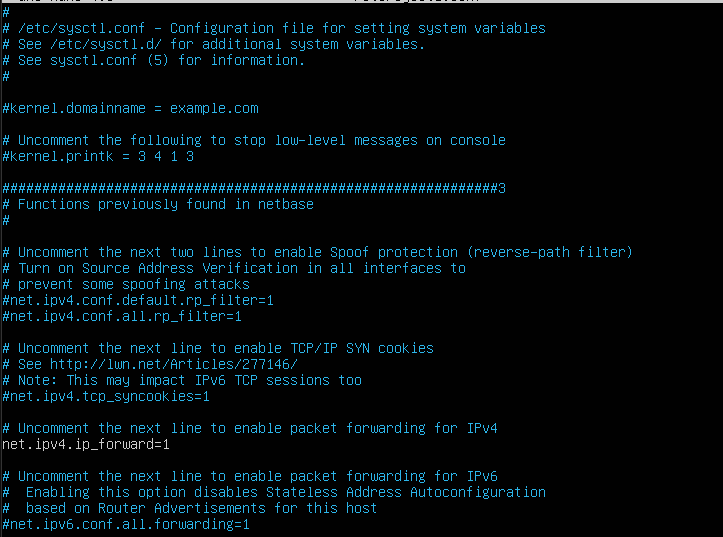 #
# /etc/sysctl.conf - Configuration file for setting system variables
# See /etc/sysctl.d/ for additional system variables.
# See sysctl.conf (5) for information.
#
#kernel.domainname = example.com
# Uncomment the following to stop low-level messages on console
#kernel.printk = 3 4 1 3
##############################################################3
# Functions previously found in netbase
#
# Uncomment the next two lines to enable Spoof protection (reverse-path filter)
# Turn on Source Address Verification in all interfaces to
# prevent some spoofing attacks
#net.ipv4.conf.default.rp_filter=1
#net.ipv4.conf.all.rp_filter=1
# Uncomment the next line to enable TCP/IP SYN cookies
# See http://lwn.net/Articles/277146/
# Note: This may impact IPv6 TCP sessions too
#net.ipv4.tcp_syncookies=1
# Uncomment the next line to enable packet forwarding for IPv4
net.ipv4.ip_forward=1
# Uncomment the next line to enable packet forwarding for IPv6
#  Enabling this option disables Stateless Address Autoconfiguration
#  based on Router Advertisements for this host
#net.ipv6.conf.all.forwarding=1